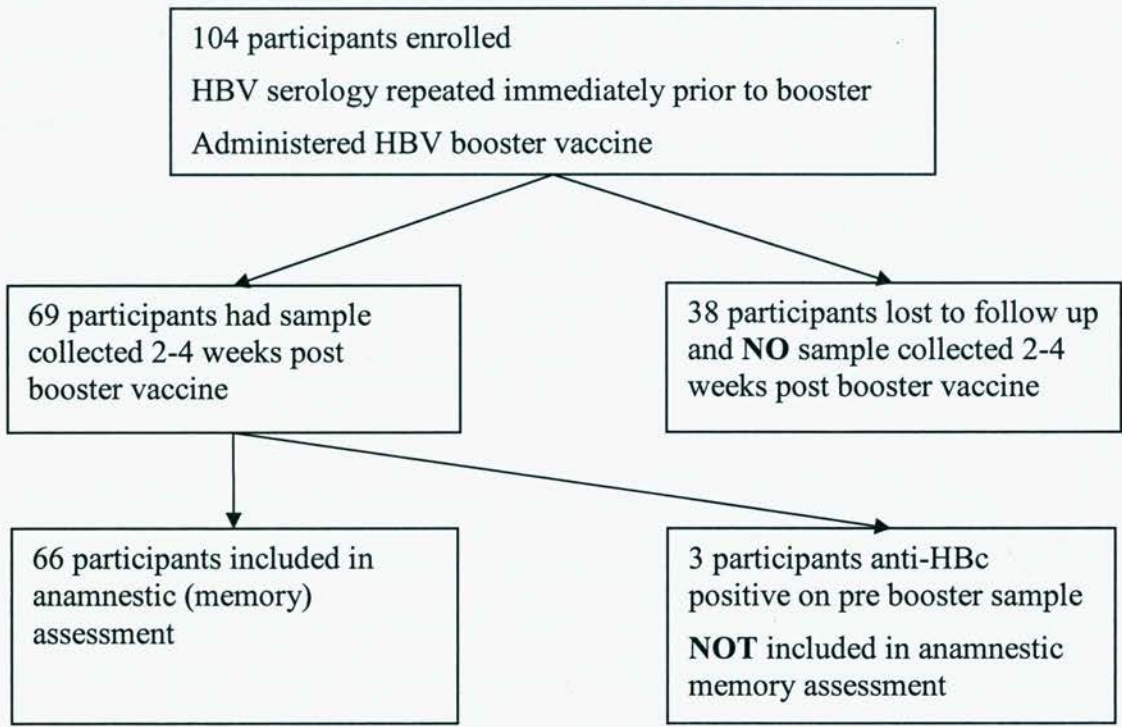 104 participants enrolled
HBV serology repeated immediately prior to booster
Administered HBV booster vaccine
69 participants had sample
collected 2-4 weeks post
booster vaccine
38 participants lost to follow up
and NO sample collected 2-4
weeks post booster vaccine
66 participants included in
anamnestic (memory)
assessment
3 participants anti-HBc
positive on pre booster sample
NOT included in anamnestic
memory assessment